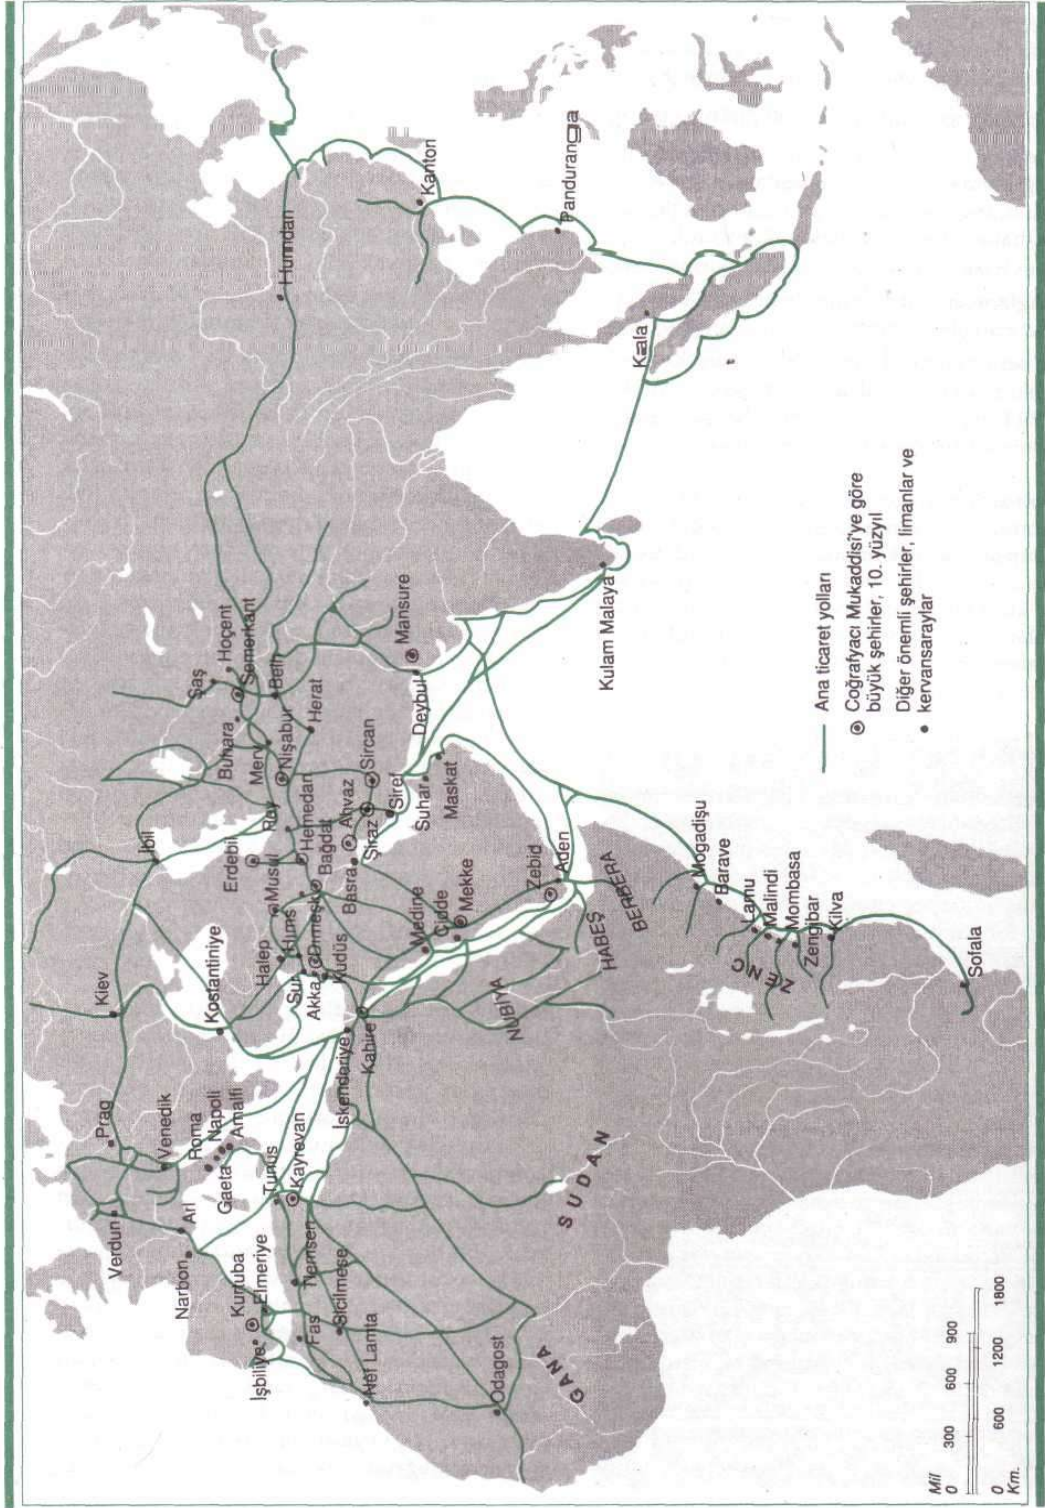 Prag
Kiev
Verdun
Venedik
Roma
Napoli
Amalfi
Gaeta
Arl
Narbon
Kurtuba
Elmeriye
İşbiliye
Tunus
Kayrevan
Tlemsen
Fas
Sicilmese
Nef Lamta
Odagost
GANA
SUDAN
Kostantiniye
İtil
İskenderiye
Kahire
Halep
Hıms
Sur
Akka
Dımeşk
Kudüs
Musul
Erdebil
Bağdat
Hemedan
Rey
Basra
Ahvaz
Şiraz
Sircan
Siref
Nişabur
Merv
Buhara
Herat
Belh
Semerkant
Hoçent
Şaş
Mansure
Deybul
Suhar
Maskat
Medine
Cidde
Mekke
Zebid
Aden
NUBİYA
HABEŞ
BERBERA
ZENC
Mogadişu
Barave
Lamu
Malindi
Mombasa
Zengibar
Kilva
Sofala
Kulam Malaya
Kala
Pandurangga
Kanton
Humdan
Ana ticaret yolları
Coğrafyacı Mukaddisi'ye göre
büyük şehirler, 10. yüzyıl
Diğer önemli şehirler, limanlar ve
kervansaraylar
Mil
0 300 600 900
0 600 1200 1800
Km.